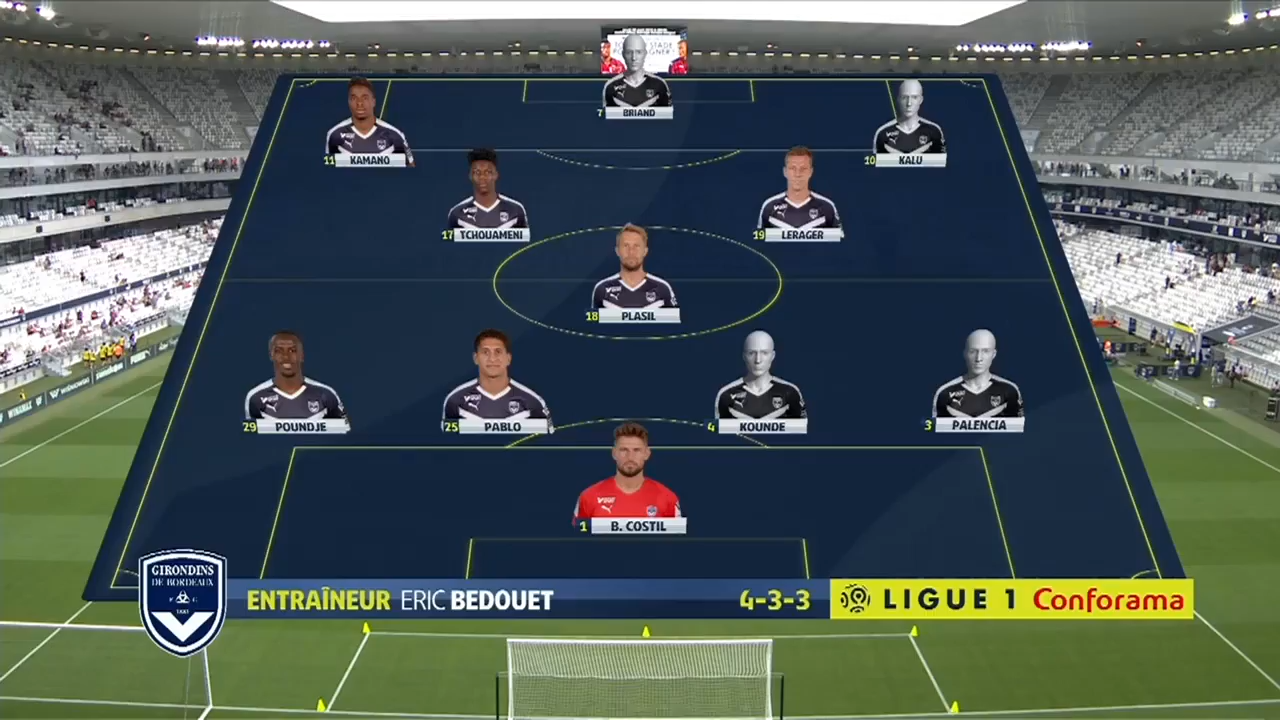 7 BRIAND
11 KAMANO
10 KALU
17 TCHOUAMENI
19 LERAGER
18 PLASIL
29 POUNDJE
25 PABLO
4 KOUNDE
3 PALENCIA
1 B. COSTIL
GIRONDINS
DE BORDEAUX
ENTRAÎNEUR ERIC BEDOUET 4-3-3
LIGUE 1 Conforama